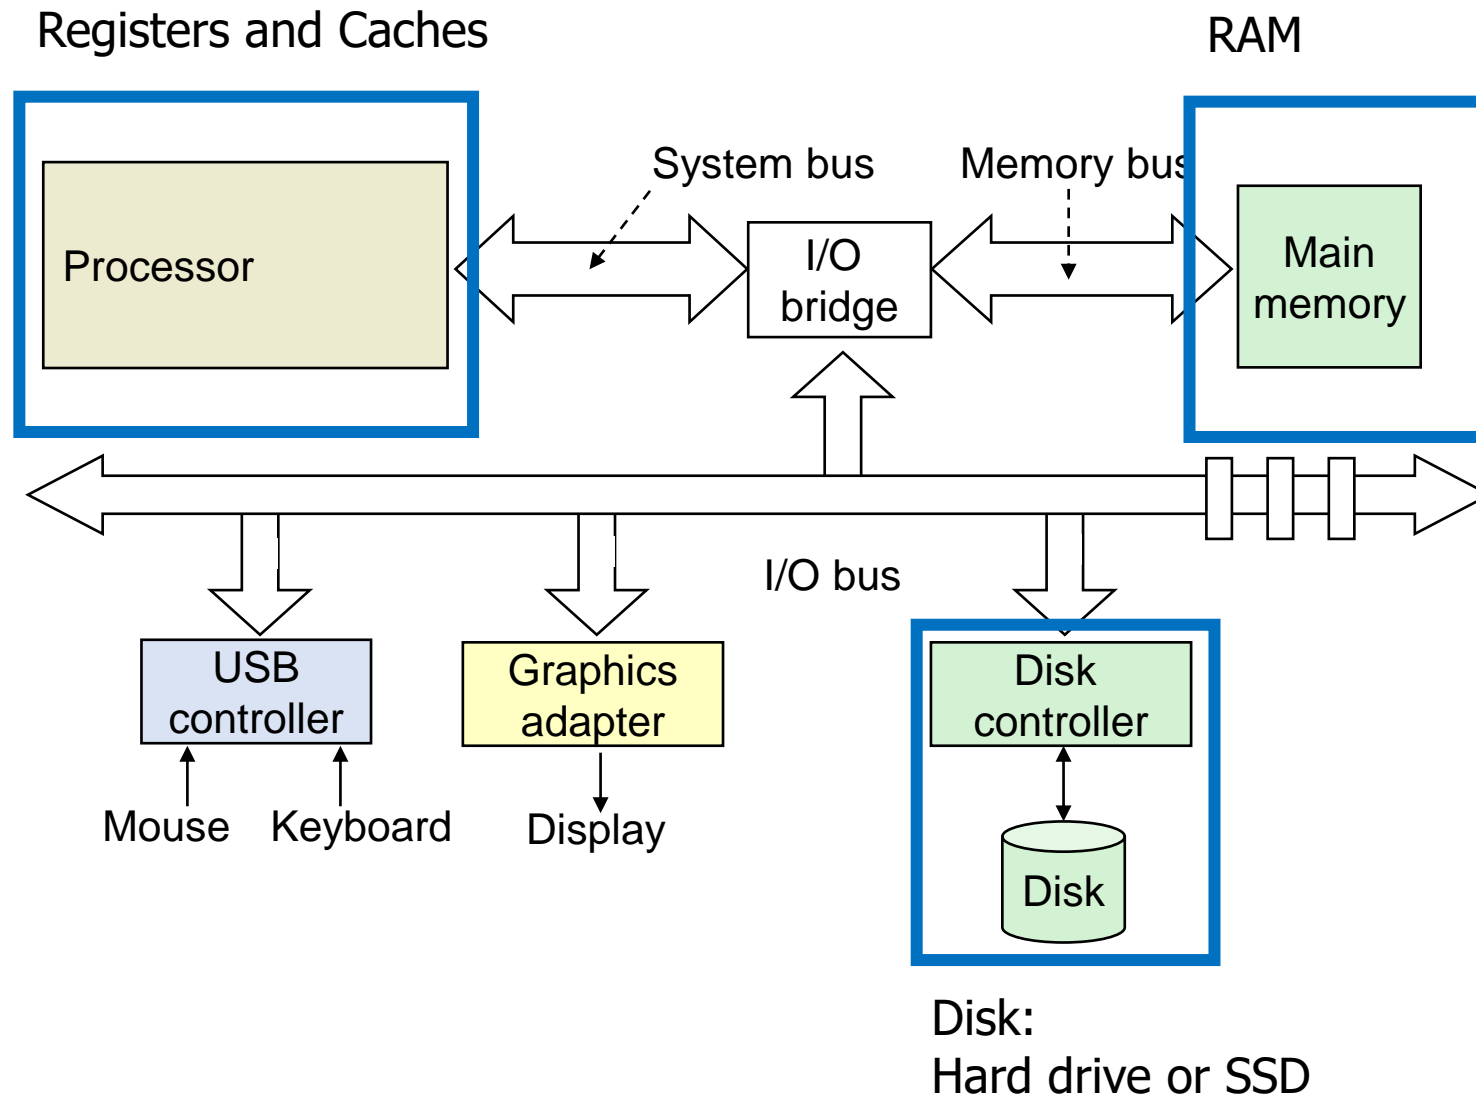 Registers and Caches
RAM
System bus
Memory bus
Processor
I/O
bridge
Main
memory
I/O bus
USB
controller
Graphics
adapter
Disk
controller
Mouse
Keyboard
Display
Disk
Disk:
Hard drive or SSD